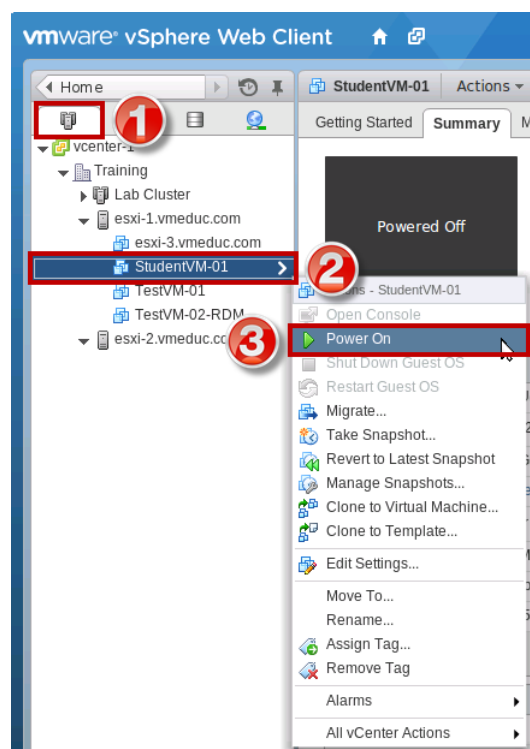 vmware® vSphere Web Client
Home
StudentVM-01 Actions
1
Getting Started Summary
vcenter-1
Training
Powered Off
Lab Cluster
esxi-1.vmeduc.com
esxi-3.vmeduc.com
StudentVM-01
2
TestVM-01
- StudentVM-01
TestVM-02-RDM
Open Console
3
esxi-2.vmeduc.co
Power On
Shut Down Guest OS
Restart Guest OS
Migrate...
Take Snapshot...
Revert to Latest Snapshot
Manage Snapshots...
Clone to Virtual Machine...
Clone to Template...
Edit Settings...
Move To...
Rename...
Assign Tag...
Remove Tag
Alarms
All vCenter Actions